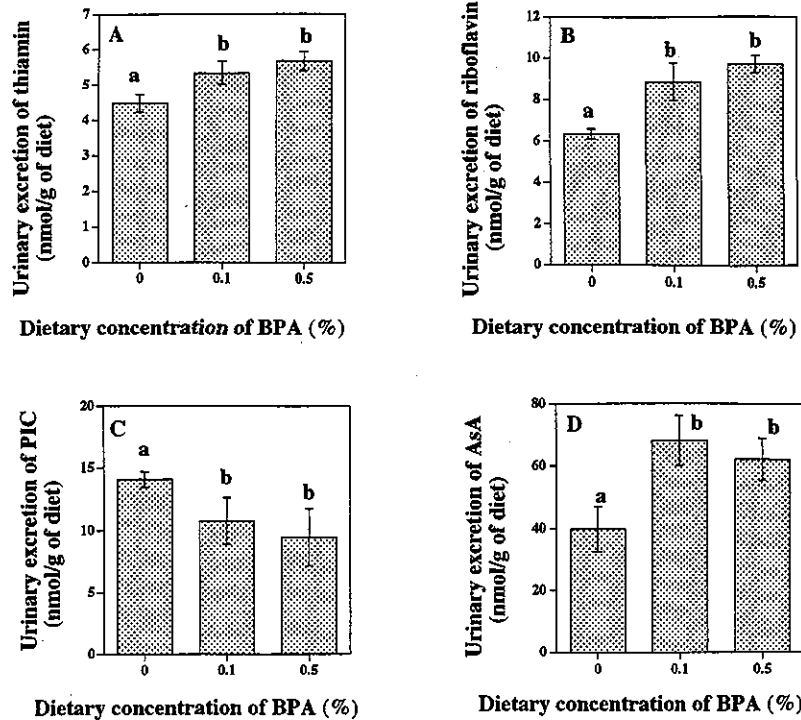 A
Urinary excretion of thiamin
(nmol/g of diet)
7
6
5
4
3
2
1
0
a
b
b
0
0.1
0.5
Dietary concentration of BPA (%)
B
Urinary excretion of riboflavin
(nmol/g of diet)
12
10
8
6
4
2
0
a
b
b
0
0.1
0.5
Dietary concentration of BPA (%)
C
Urinary excretion of PIC
(nmol/g of diet)
20
15
10
5
0
a
b
b
0
0.1
0.5
Dietary concentration of BPA (%)
D
Urinary excretion of AsA
(nmol/g of diet)
80
60
40
20
0
a
b
b
0
0.1
0.5
Dietary concentration of BPA (%)